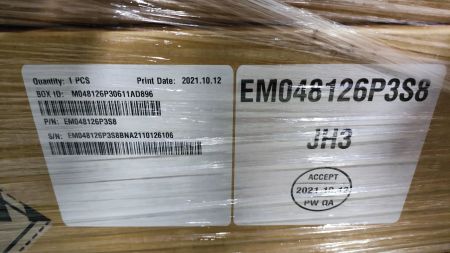 Quantity: 1 PCS Print Date: 2021.10.12
BOX ID: M048126P30611AD896
P/N: EM048126P3S8
S/N: EM048126P3S8BNA2110126106
EM048126P3S8
JH3
ACCEPT
2021.10.12
PW QA